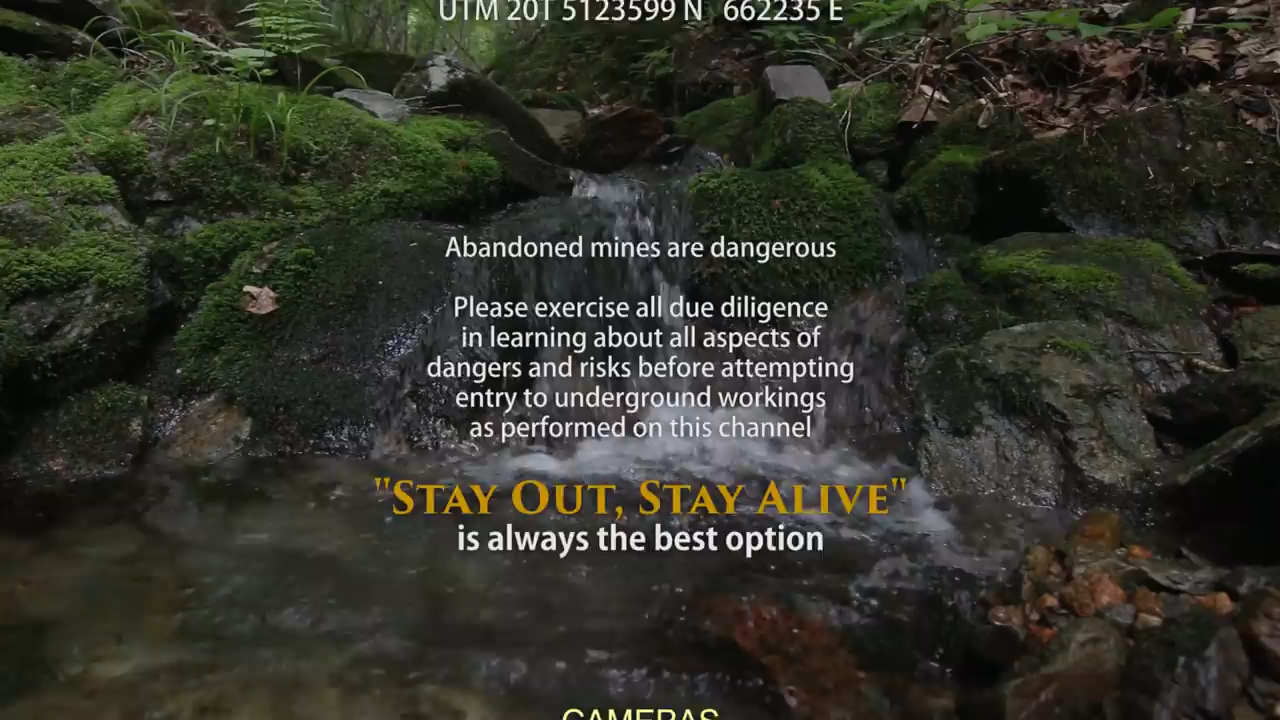 UTM 20T 5123599 N   662235 E
Abandoned mines are dangerous
Please exercise all due diligence
in learning about all aspects of
dangers and risks before attempting
entry to underground workings
as performed on this channel
"Stay Out, Stay Alive"
is always the best option
CAMERAS